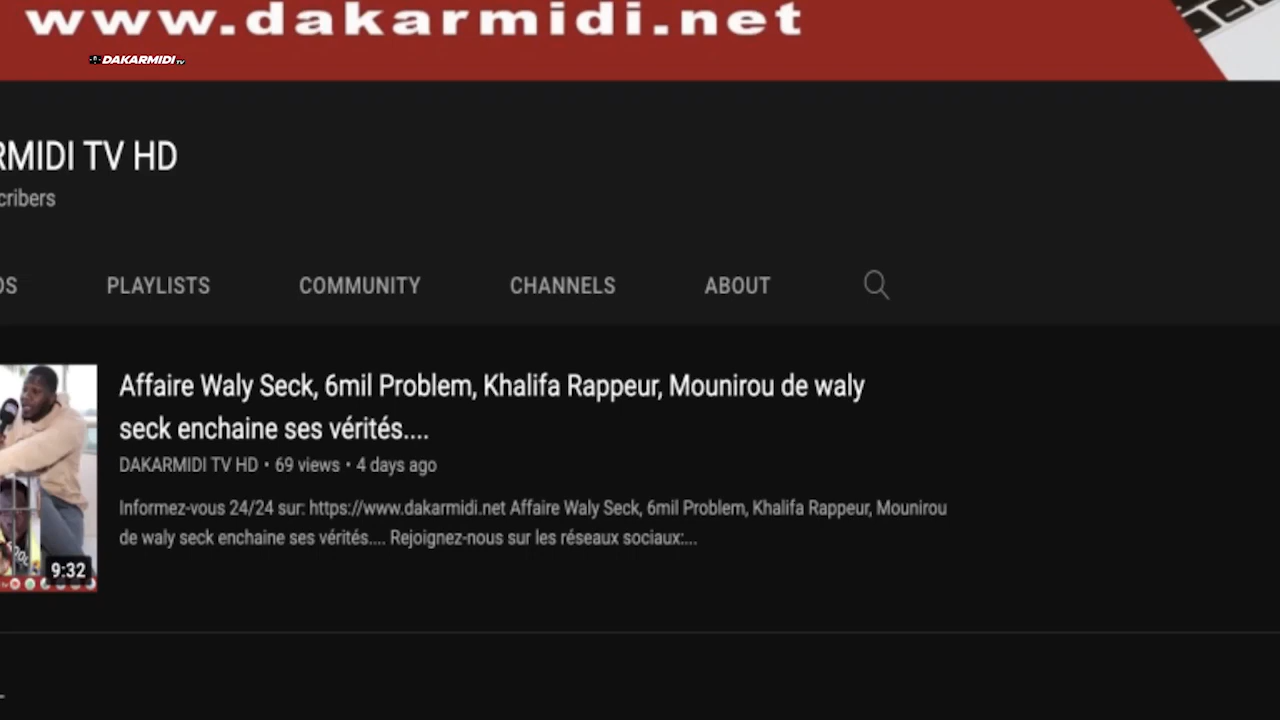 www.dakarmidi.net
DAKARMIDI TV
RMIDI TV HD
cribers
OS
PLAYLISTS
COMMUNITY
CHANNELS
ABOUT
Affaire Waly Seck, 6mil Problem, Khalifa Rappeur, Mounirou de waly
seck enchaine ses vérités....
DAKARMIDI TV HD • 69 views • 4 days ago
Informez-vous 24/24 sur: https://www.dakarmidi.net Affaire Waly Seck, 6mil Problem, Khalifa Rappeur, Mounirou
de waly seck enchaine ses vérités.... Rejoignez-nous sur les réseaux sociaux:...
9:32